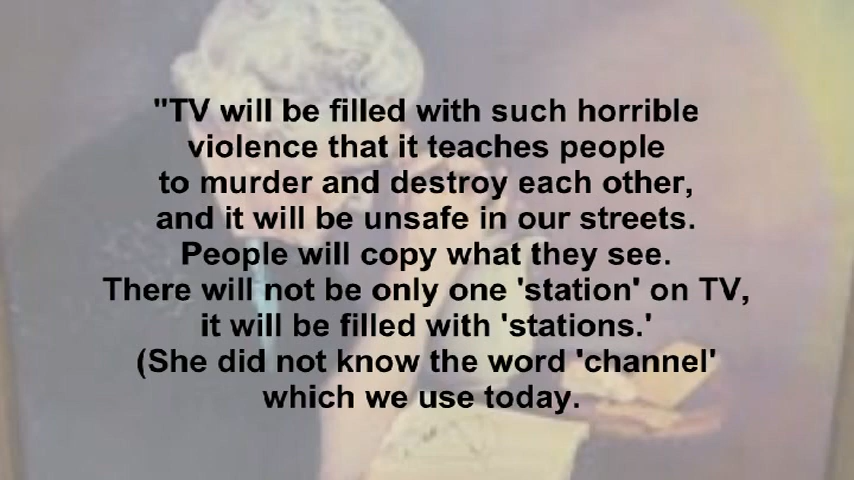 "TV will be filled with such horrible
violence that it teaches people
to murder and destroy each other,
and it will be unsafe in our streets.
People will copy what they see.
There will not be only one 'station' on TV,
it will be filled with 'stations.'
(She did not know the word 'channel'
which we use today.